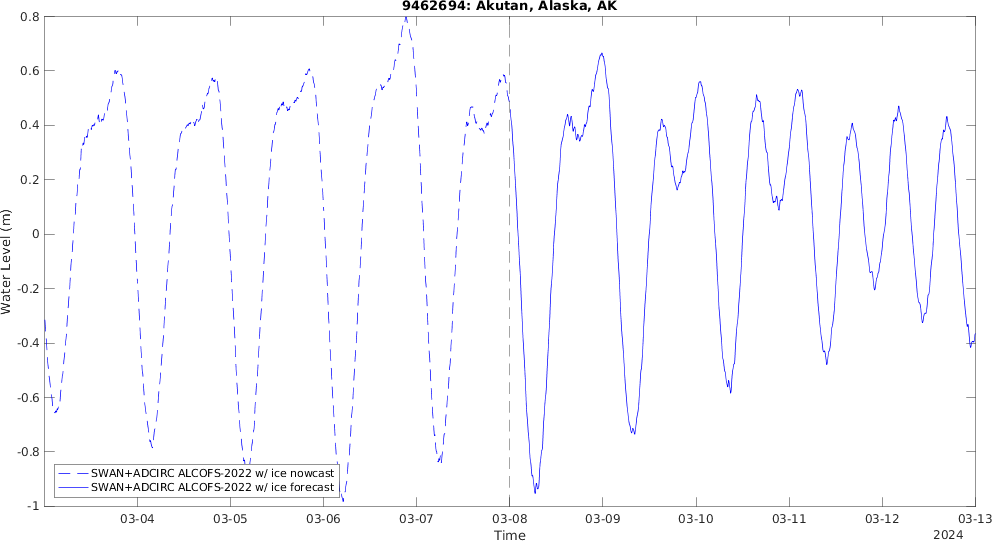 9462694: Akutan, Alaska, AK
Water Level (m)
0.8
0.6
0.4
0.2
0
-0.2
-0.4
-0.6
-0.8
-1
SWAN+ADCIRC ALCOFS-2022 w/ ice nowcast
SWAN+ADCIRC ALCOFS-2022 w/ ice forecast
03-04 03-05 03-06 03-07 03-08 03-09 03-10 03-11 03-12 03-13
Time
2024